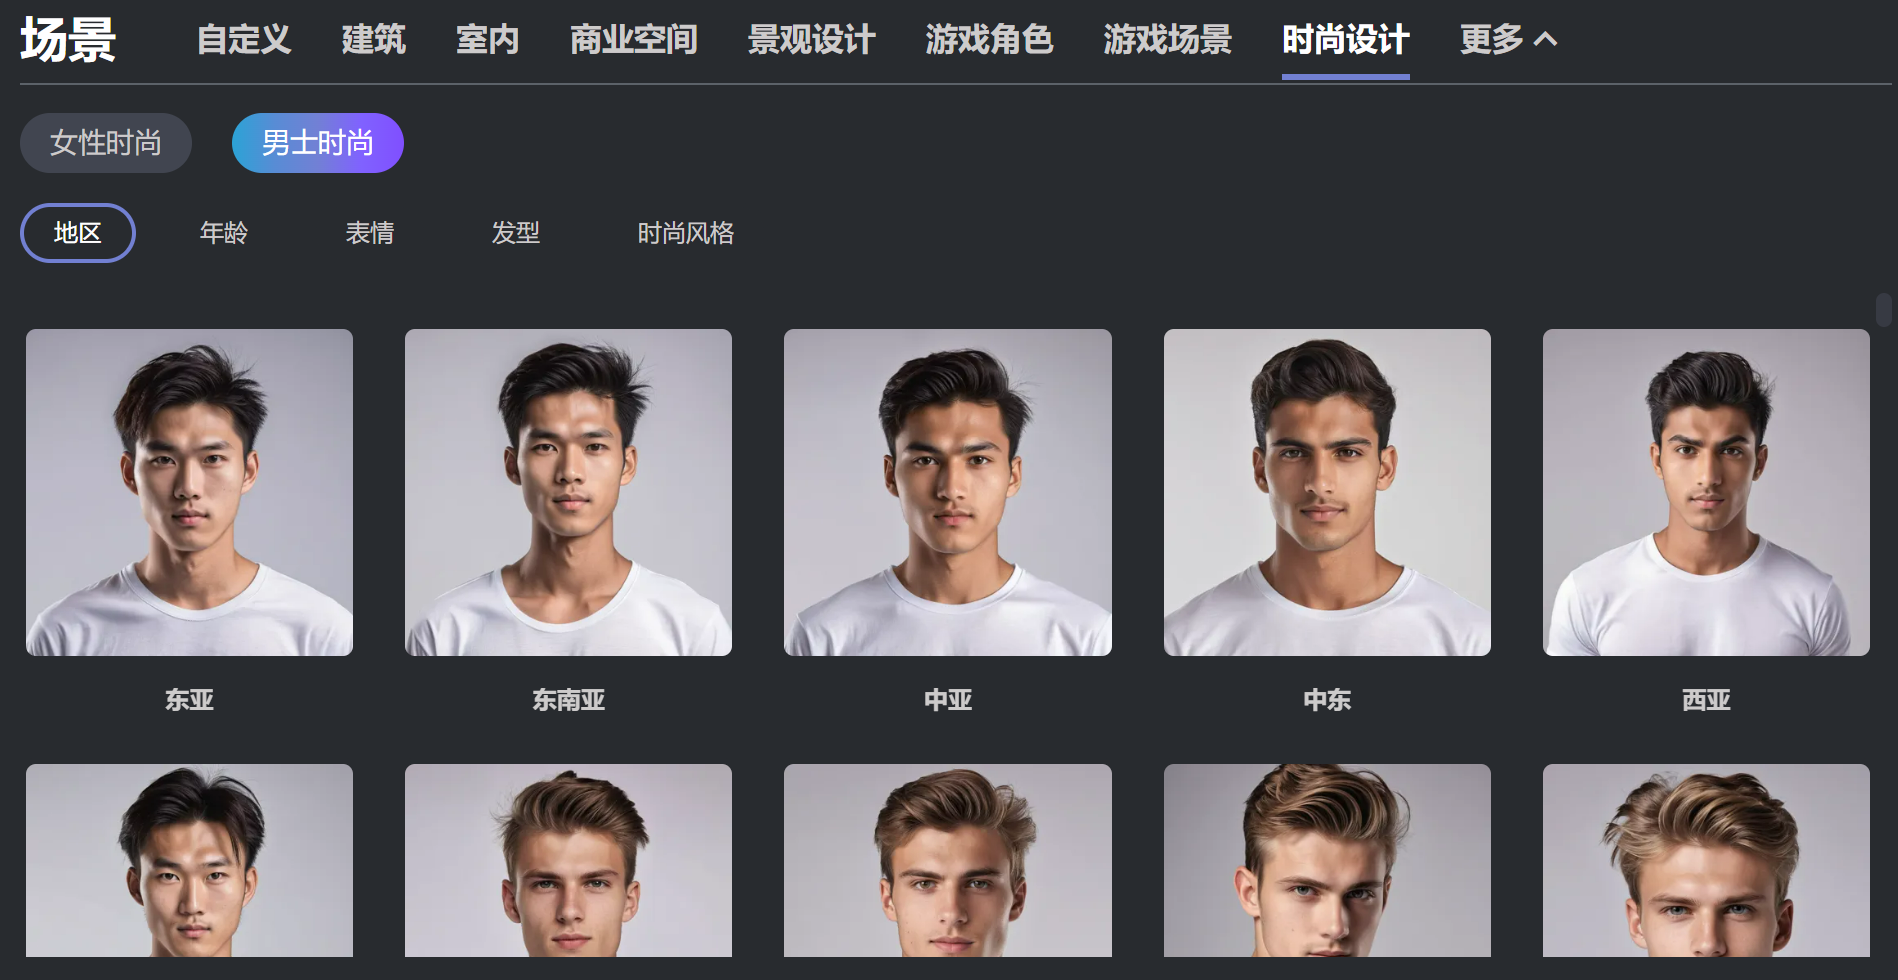 场景 自定义 建筑 室内 商业空间 景观设计 游戏角色 游戏场景 时尚设计 更多
女性时尚 男士时尚
地区 年龄 表情 发型 时尚风格
东亚 东南亚 中亚 中东 西亚